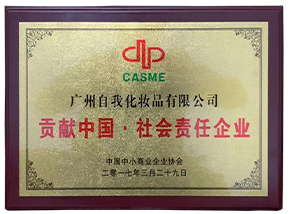 CASME
广州自我化妆品有限公司
贡献中国·社会责任企业
中国中小商业企业协会
二零一七年三月二十九日